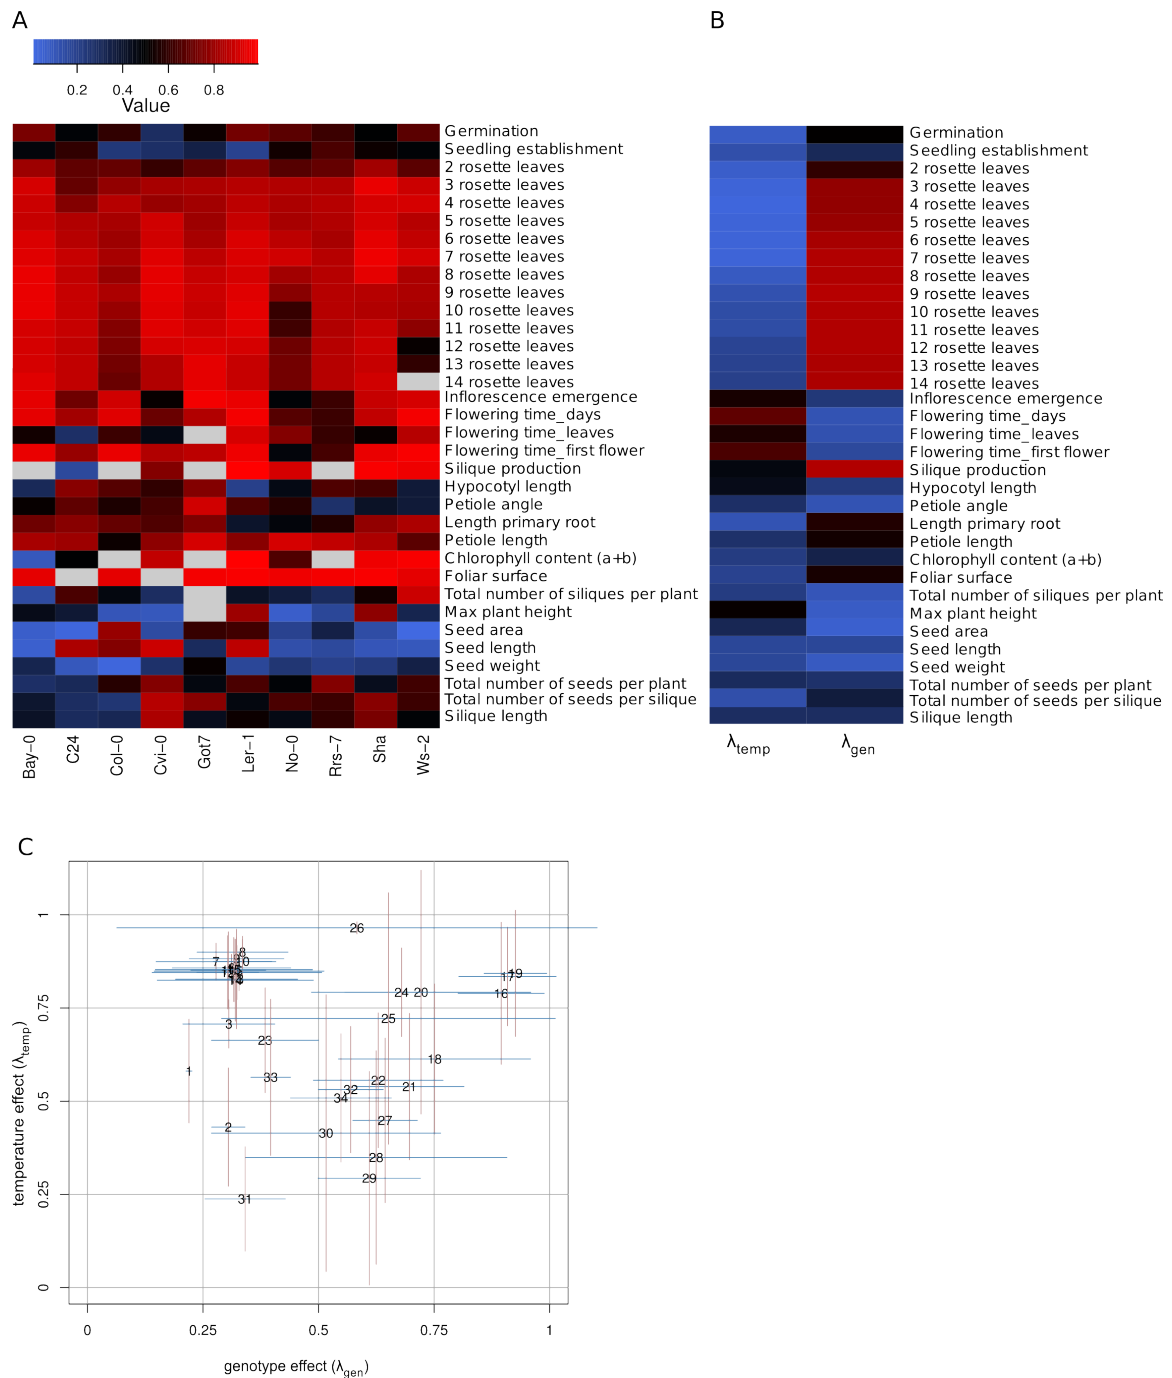 A
0.2 0.4 0.6 0.8
Value
Germination
Seedling establishment
2 rosette leaves
3 rosette leaves
4 rosette leaves
5 rosette leaves
6 rosette leaves
7 rosette leaves
8 rosette leaves
9 rosette leaves
10 rosette leaves
11 rosette leaves
12 rosette leaves
13 rosette leaves
14 rosette leaves
Inflorescence emergence
Flowering time_days
Flowering time_leaves
Flowering time_first flower
Silique production
Hypocotyl length
Petiole angle
Length primary root
Petiole length
Chlorophyll content (a+b)
Foliar surface
Total number of siliques per plant
Max plant height
Seed area
Seed length
Seed weight
Total number of seeds per plant
Total number of seeds per silique
Silique length
Bay-0 C24 Col-0 Cvi-0 Got7 Ler-1 No-0 Rrs-7 Sha Ws-2
B
Germination
Seedling establishment
2 rosette leaves
3 rosette leaves
4 rosette leaves
5 rosette leaves
6 rosette leaves
7 rosette leaves
8 rosette leaves
9 rosette leaves
10 rosette leaves
11 rosette leaves
12 rosette leaves
13 rosette leaves
14 rosette leaves
Inflorescence emergence
Flowering time_days
Flowering time_leaves
Flowering time_first flower
Silique production
Hypocotyl length
Petiole angle
Length primary root
Petiole length
Chlorophyll content (a+b)
Foliar surface
Total number of siliques per plant
Max plant height
Seed area
Seed length
Seed weight
Total number of seeds per plant
Total number of seeds per silique
Silique length
λtemp λgen
C
temperature effect (λtemp)
1
0.75
0.5
0.25
0
26
8
7 10
19
17
24 20 16
25
3
23
18
1
33
22
32 21
34
27
2
30
28
29
31
0 0.25 0.5 0.75 1
genotype effect (λgen)